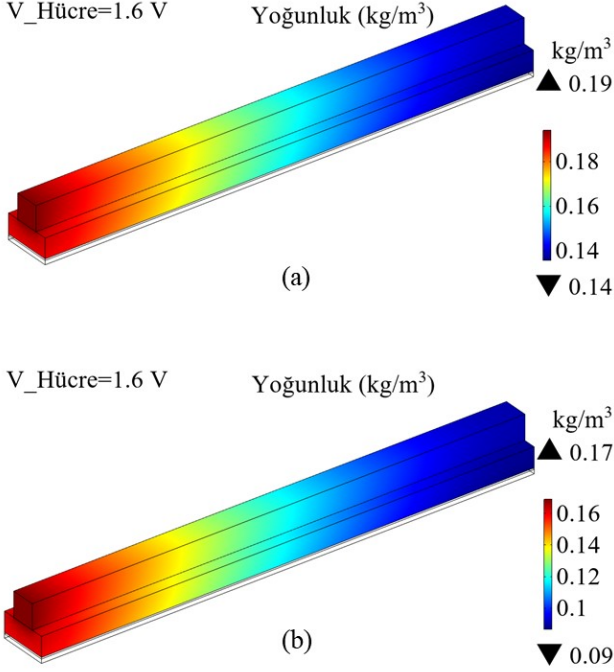 V_Hücre=1.6 V
Yoğunluk (kg/m³)
kg/m³
▲ 0.19
0.18
0.16
0.14
▼ 0.14
(a)
V_Hücre=1.6 V
Yoğunluk (kg/m³)
kg/m³
▲ 0.17
0.16
0.14
0.12
0.1
▼ 0.09
(b)